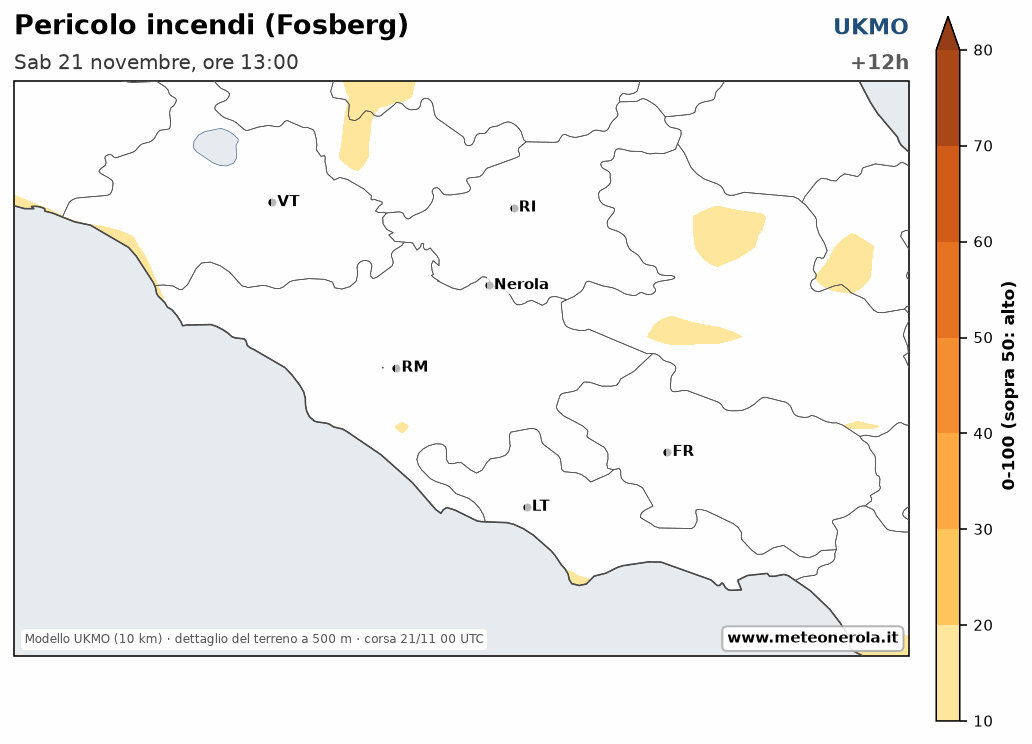 Pericolo incendi (Fosberg)
UKMO
Sab 21 novembre, ore 13:00
+12h
80
70
60
50
40
30
20
10
0-100 (sopra 50: alto)
VT
RI
Nerola
RM
FR
LT
Modello UKMO (10 km) · dettaglio del terreno a 500 m · corsa 21/11 00 UTC
www.meteonerola.it